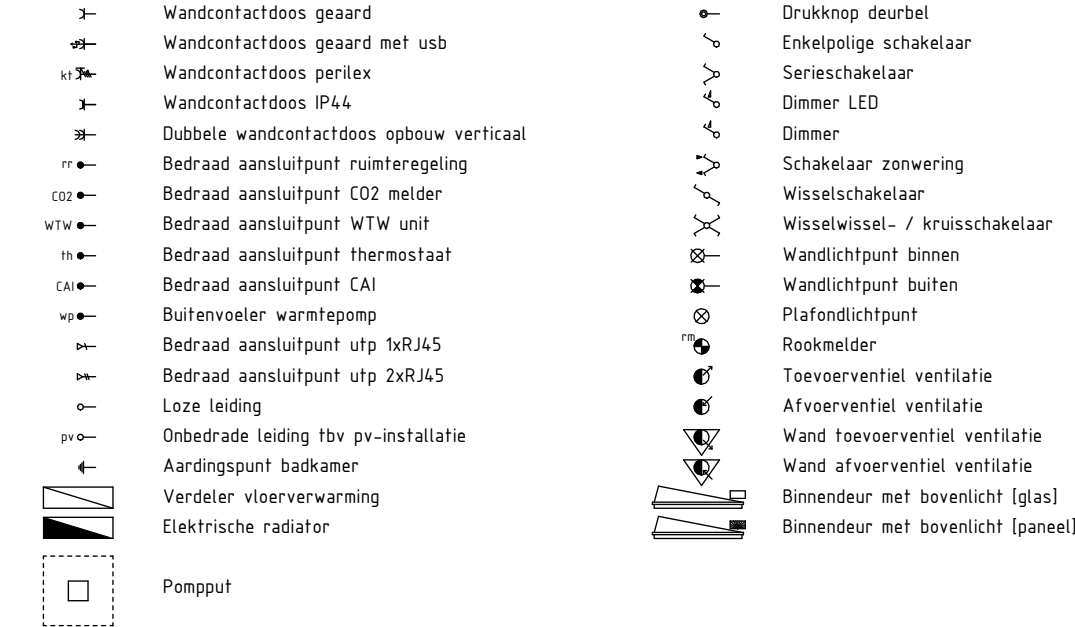 Wandcontactdoos geaard
Wandcontactdoos geaard met usb
kt Wandcontactdoos perilex
Wandcontactdoos IP44
Dubbele wandcontactdoos opbouw verticaal
rr Bedraad aansluitpunt ruimteregeling
CO2 Bedraad aansluitpunt CO2 melder
WTW Bedraad aansluitpunt WTW unit
th Bedraad aansluitpunt thermostaat
CAI Bedraad aansluitpunt CAI
wp Buitenvoeler warmtepomp
Bedraad aansluitpunt utp 1xRJ45
Bedraad aansluitpunt utp 2xRJ45
Loze leiding
pv Onbedrade leiding tbv pv-installatie
Aardingspunt badkamer
Verdeler vloerverwarming
Elektrische radiator
Pompput
Drukknop deurbel
Enkelpolige schakelaar
Serieschakelaar
Dimmer LED
Dimmer
Schakelaar zonwering
Wisselschakelaar
Wisselwissel- / kruisschakelaar
Wandlichtpunt binnen
Wandlichtpunt buiten
Plafondlichtpunt
rm Rookmelder
Toevoerventiel ventilatie
Afvoerventiel ventilatie
Wand toevoerventiel ventilatie
Wand afvoerventiel ventilatie
Binnendeur met bovenlicht [glas]
Binnendeur met bovenlicht [paneel]